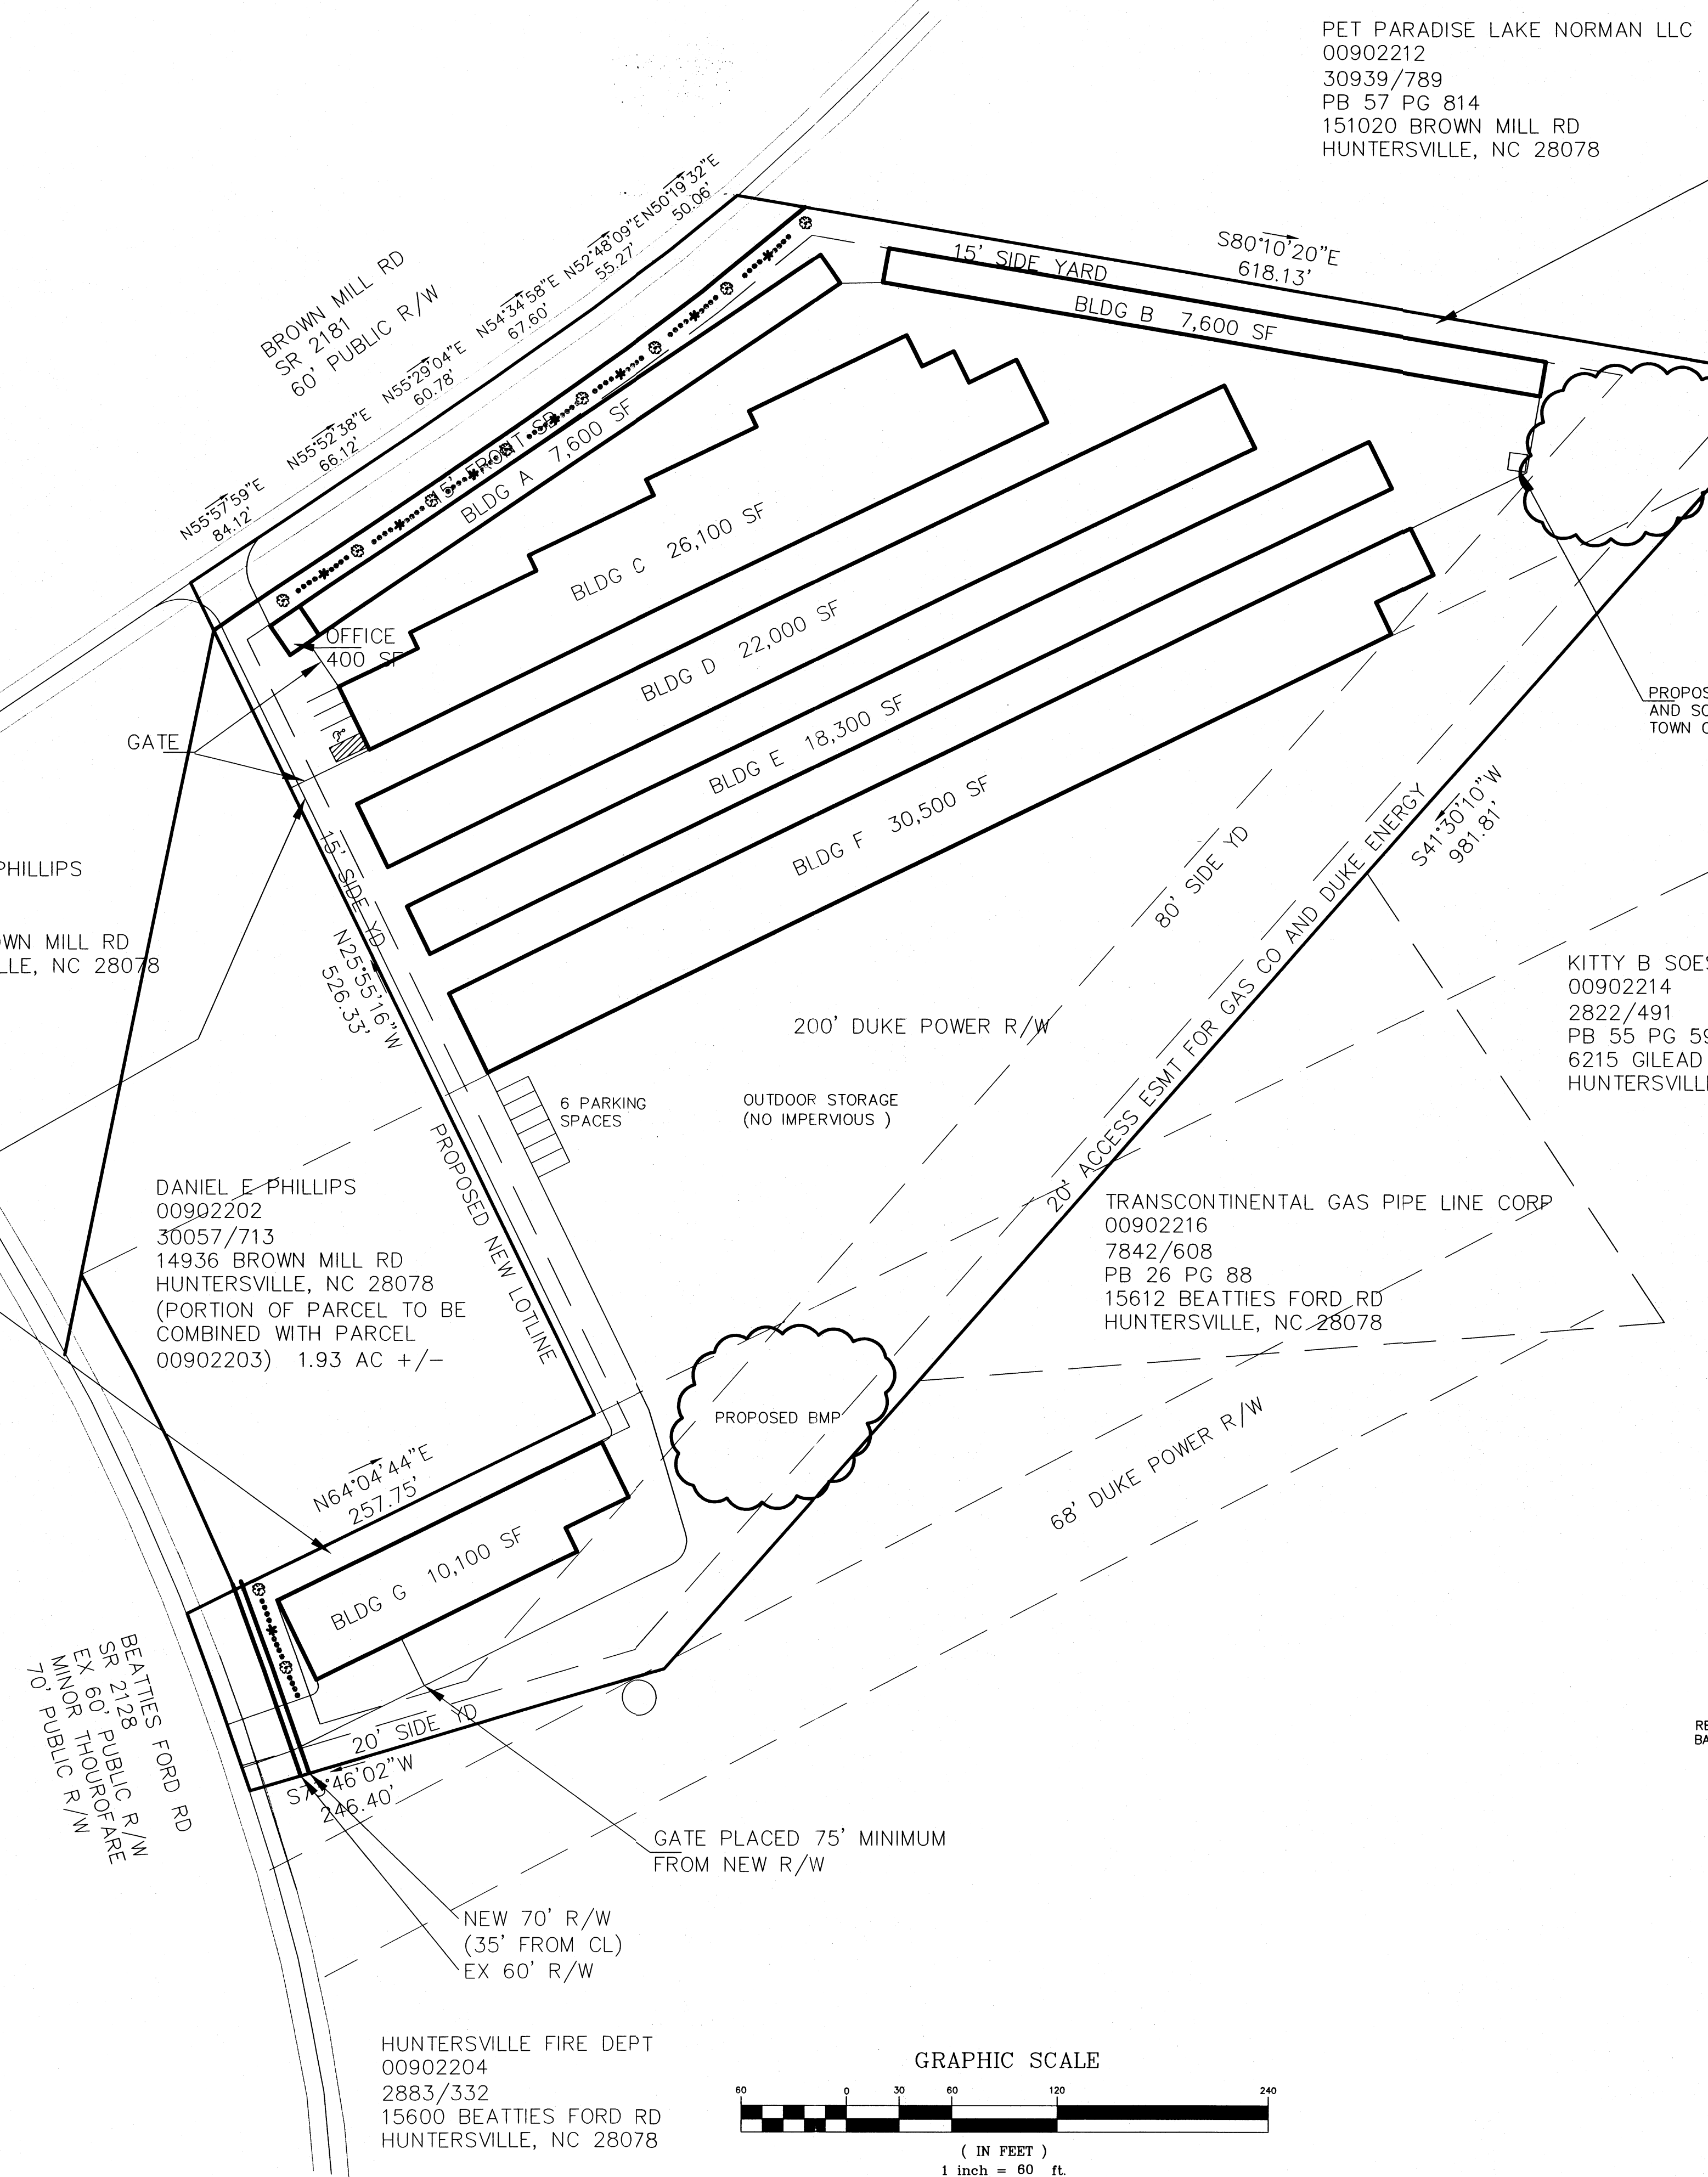 PET PARADISE LAKE NORMAN LLC
00902212
30939/789
PB 57 PG 814
151020 BROWN MILL RD
HUNTERSVILLE, NC 28078
BROWN MILL RD
SR 2181
60' PUBLIC R/W
N50°19'32"E
50.06'
N52°48'09"E
55.27'
N54°34'58"E
67.60'
N55°29'04"E
60.78'
N55°52'38"E
66.12'
N55°57'59"E
84.12'
S80°10'20"E
618.13'
15' SIDE YARD
BLDG B 7,600 SF
15' FRONT SB
BLDG A 7,600 SF
BLDG C 26,100 SF
OFFICE
400 SF
BLDG D 22,000 SF
BLDG E 18,300 SF
BLDG F 30,500 SF
GATE
15' SIDE YD
N25°55'16"W
526.33'
PROPOSED NEW LOTLINE
PHILLIPS
OWN MILL RD
LLE, NC 28078
PROPOS
AND SO
TOWN
S41°30'10"W
981.81'
80' SIDE YD
20' ACCESS ESMT FOR GAS CO AND DUKE ENERGY
200' DUKE POWER R/W
6 PARKING
SPACES
OUTDOOR STORAGE
(NO IMPERVIOUS )
KITTY B SOES
00902214
2822/491
PB 55 PG 59
6215 GILEAD
HUNTERSVILL
DANIEL E PHILLIPS
00902202
30057/713
14936 BROWN MILL RD
HUNTERSVILLE, NC 28078
(PORTION OF PARCEL TO BE
COMBINED WITH PARCEL
00902203) 1.93 AC +/-
TRANSCONTINENTAL GAS PIPE LINE CORP
00902216
7842/608
PB 26 PG 88
15612 BEATTIES FORD RD
HUNTERSVILLE, NC 28078
PROPOSED BMP
68' DUKE POWER R/W
N64°04'44"E
257.75'
BLDG G 10,100 SF
BEATTIES FORD RD
SR 2128
EX 60' PUBLIC R/W
MINOR THOUROFARE
70' PUBLIC R/W
20' SIDE YD
46'02"W
246.40'
GATE PLACED 75' MINIMUM
FROM NEW R/W
NEW 70' R/W
(35' FROM CL)
EX 60' R/W
RE
BA
HUNTERSVILLE FIRE DEPT
00902204
2883/332
15600 BEATTIES FORD RD
HUNTERSVILLE, NC 28078
GRAPHIC SCALE
60 0 30 60 120 240
( IN FEET )
1 inch = 60 ft.